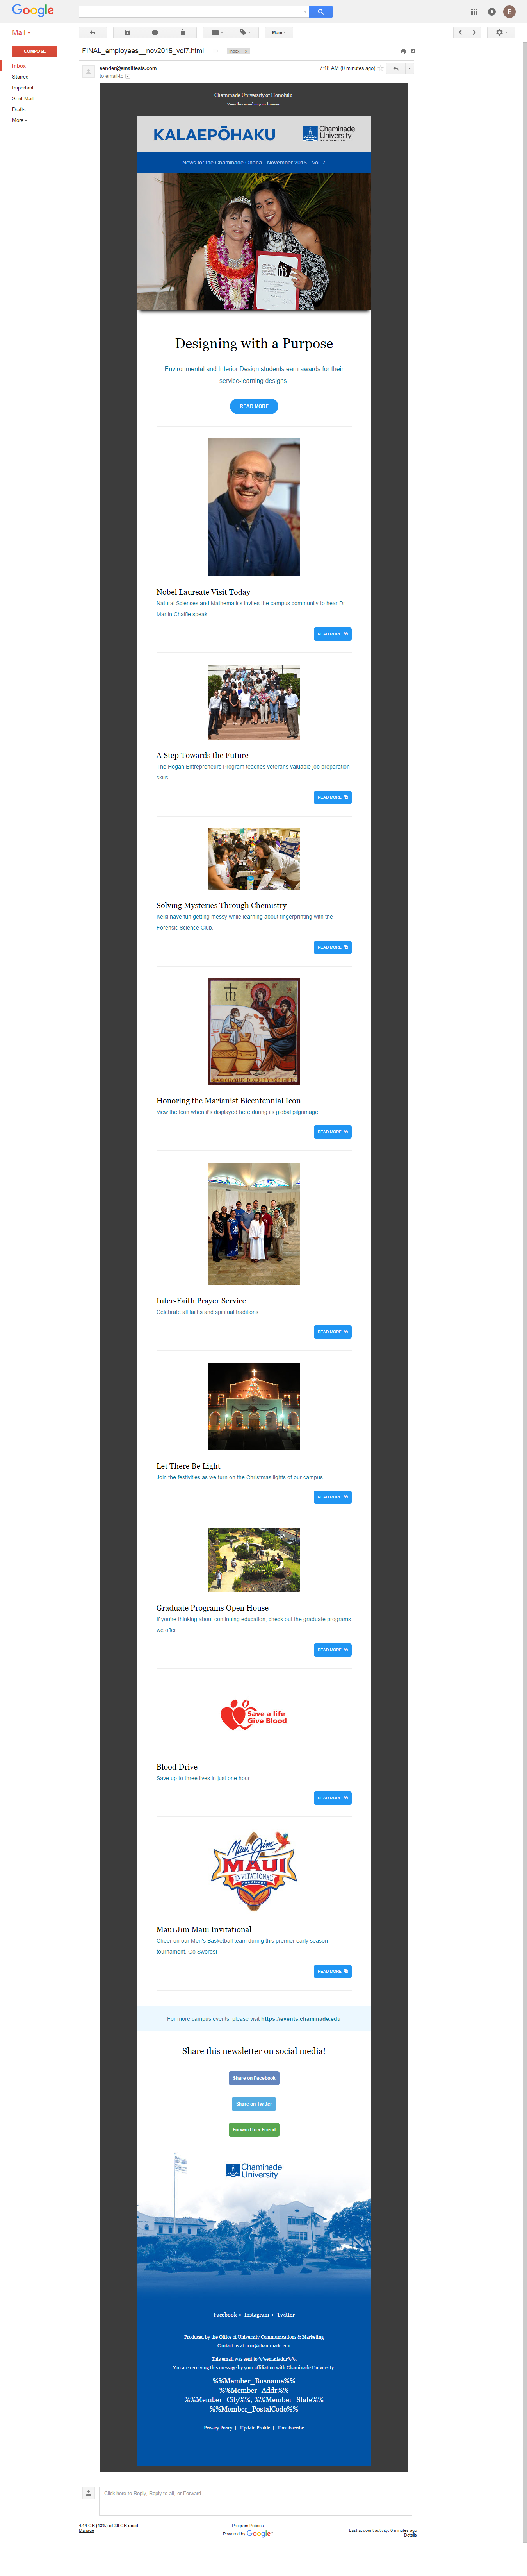 Google
Mail
More
COMPOSE
Inbox
Starred
Important
Sent Mail
Drafts
More
FINAL_employees__nov2016_vol7.html
Inbox x
sender@emailtests.com
7:18 AM (0 minutes ago)
to email-to
Chaminade University of Honolulu
View this email in your browser
KALAEPŌHAKU
Chaminade
University
OF HONOLULU
News for the Chaminade Ohana - November 2016 - Vol. 7
Designing with a Purpose
Environmental and Interior Design students earn awards for their
service-learning designs.
READ MORE
Nobel Laureate Visit Today
Natural Sciences and Mathematics invites the campus community to hear Dr.
Martin Chalfie speak.
READ MORE
A Step Towards the Future
The Hogan Entrepreneurs Program teaches veterans valuable job preparation
skills.
READ MORE
Solving Mysteries Through Chemistry
Keiki have fun getting messy while learning about fingerprinting with the
Forensic Science Club.
READ MORE
Honoring the Marianist Bicentennial Icon
View the Icon when it's displayed here during its global pilgrimage.
READ MORE
Inter-Faith Prayer Service
Celebrate all faiths and spiritual traditions.
READ MORE
Let There Be Light
Join the festivities as we turn on the Christmas lights of our campus.
READ MORE
Graduate Programs Open House
If you're thinking about continuing education, check out the graduate programs
we offer.
READ MORE
Save a life
Give Blood
Blood Drive
Save up to three lives in just one hour.
READ MORE
Maui Jim
MAUI
INVITATIONAL
CHAMINADE
Maui Jim Maui Invitational
Cheer on our Men's Basketball team during this premier early season
tournament. Go Swords!
READ MORE
For more campus events, please visit https://events.chaminade.edu
Share this newsletter on social media!
Share on Facebook
Share on Twitter
Forward to a Friend
Chaminade
University
Facebook • Instagram • Twitter
Produced by the Office of University Communications & Marketing
Contact us at ucm@chaminade.edu
This email was sent to %%emailaddr%%.
You are receiving this message by your affiliation with Chaminade University.
%%Member_Busname%%
%%Member_Addr%%
%%Member_City%%, %%Member_State%%
%%Member_PostalCode%%
Privacy Policy | Update Profile | Unsubscribe
Click here to Reply, Reply to all, or Forward
4.14 GB (13%) of 30 GB used
Manage
Program Policies
Powered by Google
Last account activity: 0 minutes ago
Details